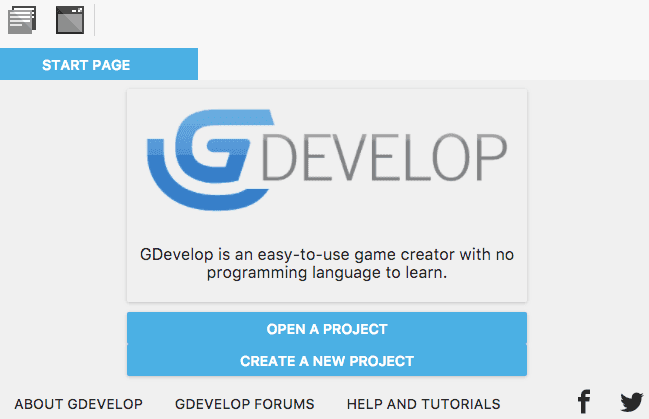 START PAGE
GDEVELOP
GDevelop is an easy-to-use game creator with no
programming language to learn.
OPEN A PROJECT
CREATE A NEW PROJECT
ABOUT GDEVELOP GDEVELOP FORUMS HELP AND TUTORIALS